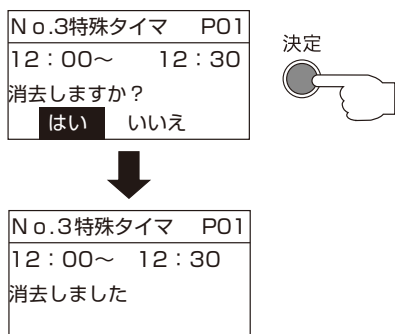 No.3特殊タイマ P01
12：00～ 12：30
消去しますか？
はい いいえ
決定
No.3特殊タイマ P01
12：00～ 12：30
消去しました